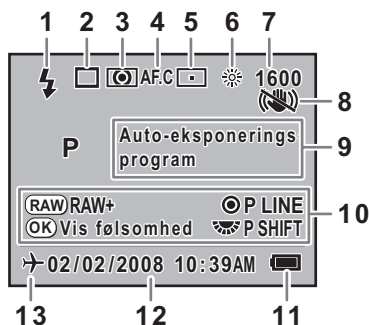 1 2 3 4 5 6 7
AF.C 1600
8
P Auto-eksponerings
program 9
RAW RAW+ P LINE
OK Vis følsomhed P SHIFT 10
02/02/2008 10:39AM
13 12 11